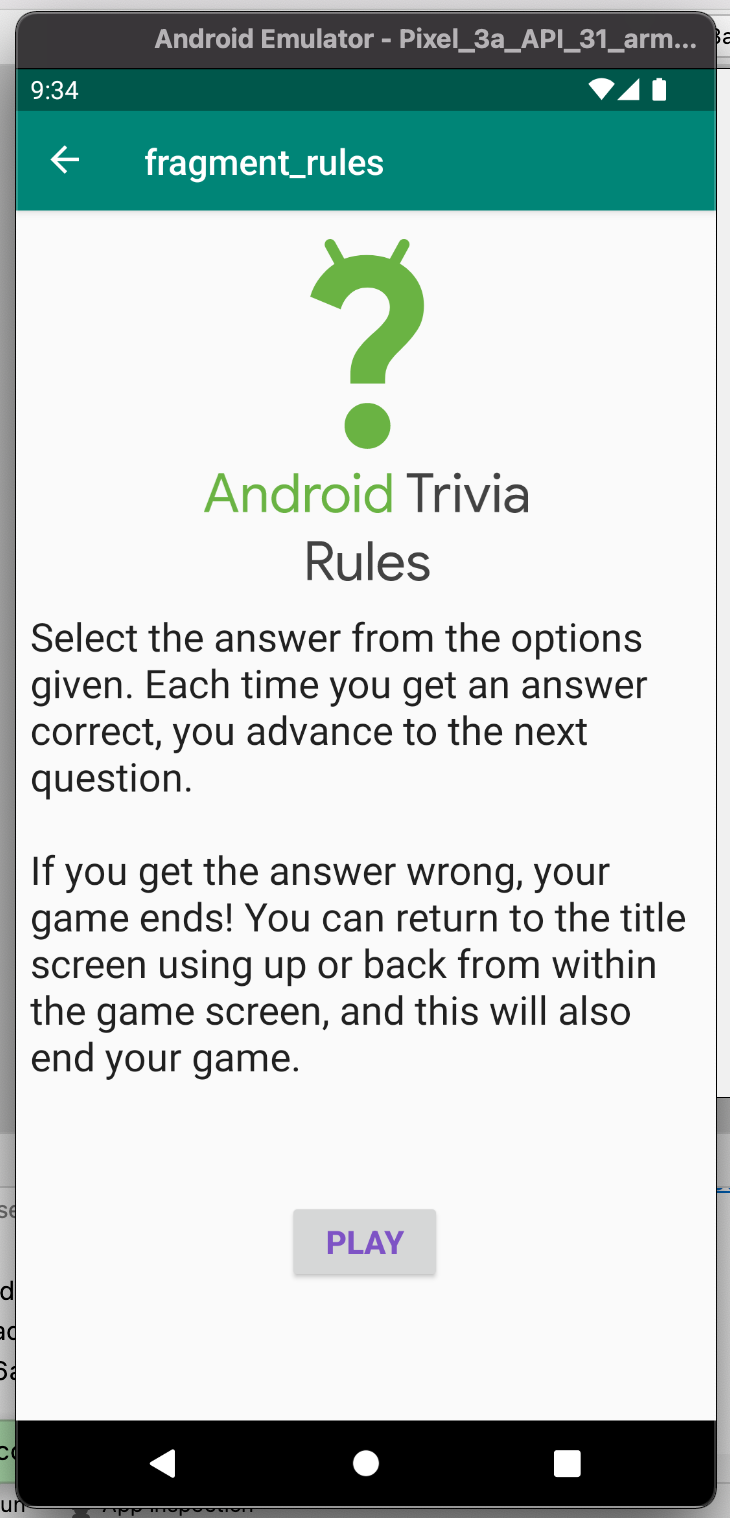 Android Emulator - Pixel_3a_API_31_arm...
9:34
fragment_rules
Android Trivia
Rules
Select the answer from the options
given. Each time you get an answer
correct, you advance to the next
question.
If you get the answer wrong, your
game ends! You can return to the title
screen using up or back from within
the game screen, and this will also
end your game.
PLAY